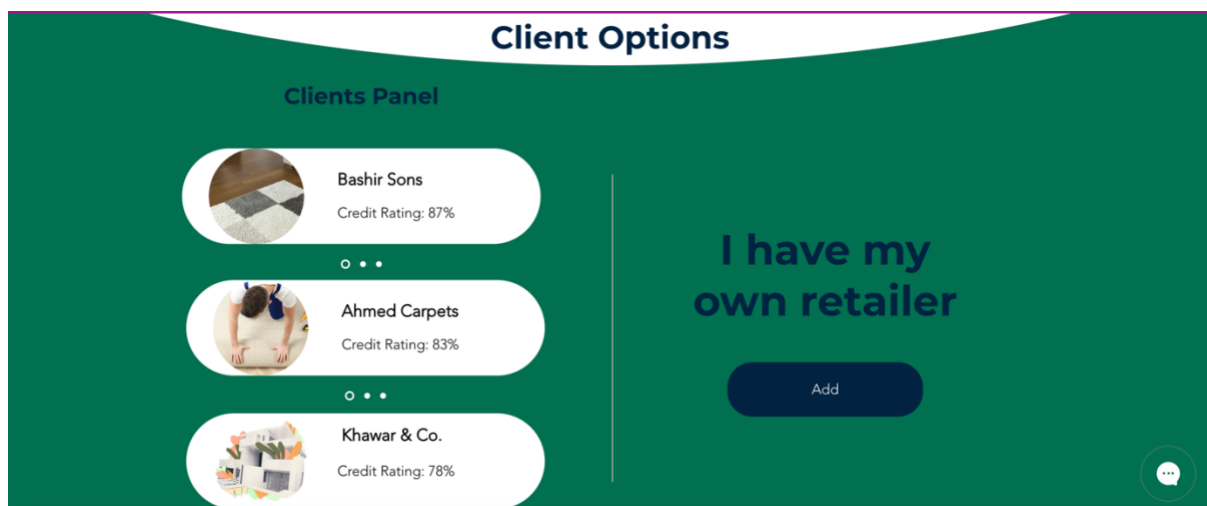 Client Options
Clients Panel
Bashir Sons
Credit Rating: 87%
Ahmed Carpets
Credit Rating: 83%
Khawar & Co.
Credit Rating: 78%
I have my
own retailer
Add